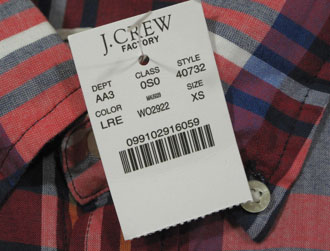 J.CREW
FACTORY
DEPT CLASS STYLE
AA3 0S0 40732
COLOR SIZE
LRE WO2922 XS
099102916059